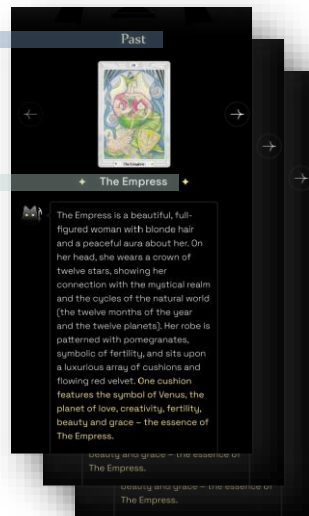 Past
The Empress
The Empress
The Empress is a beautiful, full-
figured woman with blonde hair
and a peaceful aura about her. On
her head, she wears a crown of
twelve stars, showing her
connection with the mystical realm
and the cycles of the natural world
(the twelve months of the year
and the twelve planets). Her robe is
patterned with pomegranates,
symbolic of fertility, and sits upon
a luxurious array of cushions and
flowing red velvet. One cushion
features the symbol of Venus, the
planet of love, creativity, fertility,
beauty and grace – the essence of
The Empress.
beauty and grace – the essence of
The Empress.
beauty and grace – the essence of
The Empress.